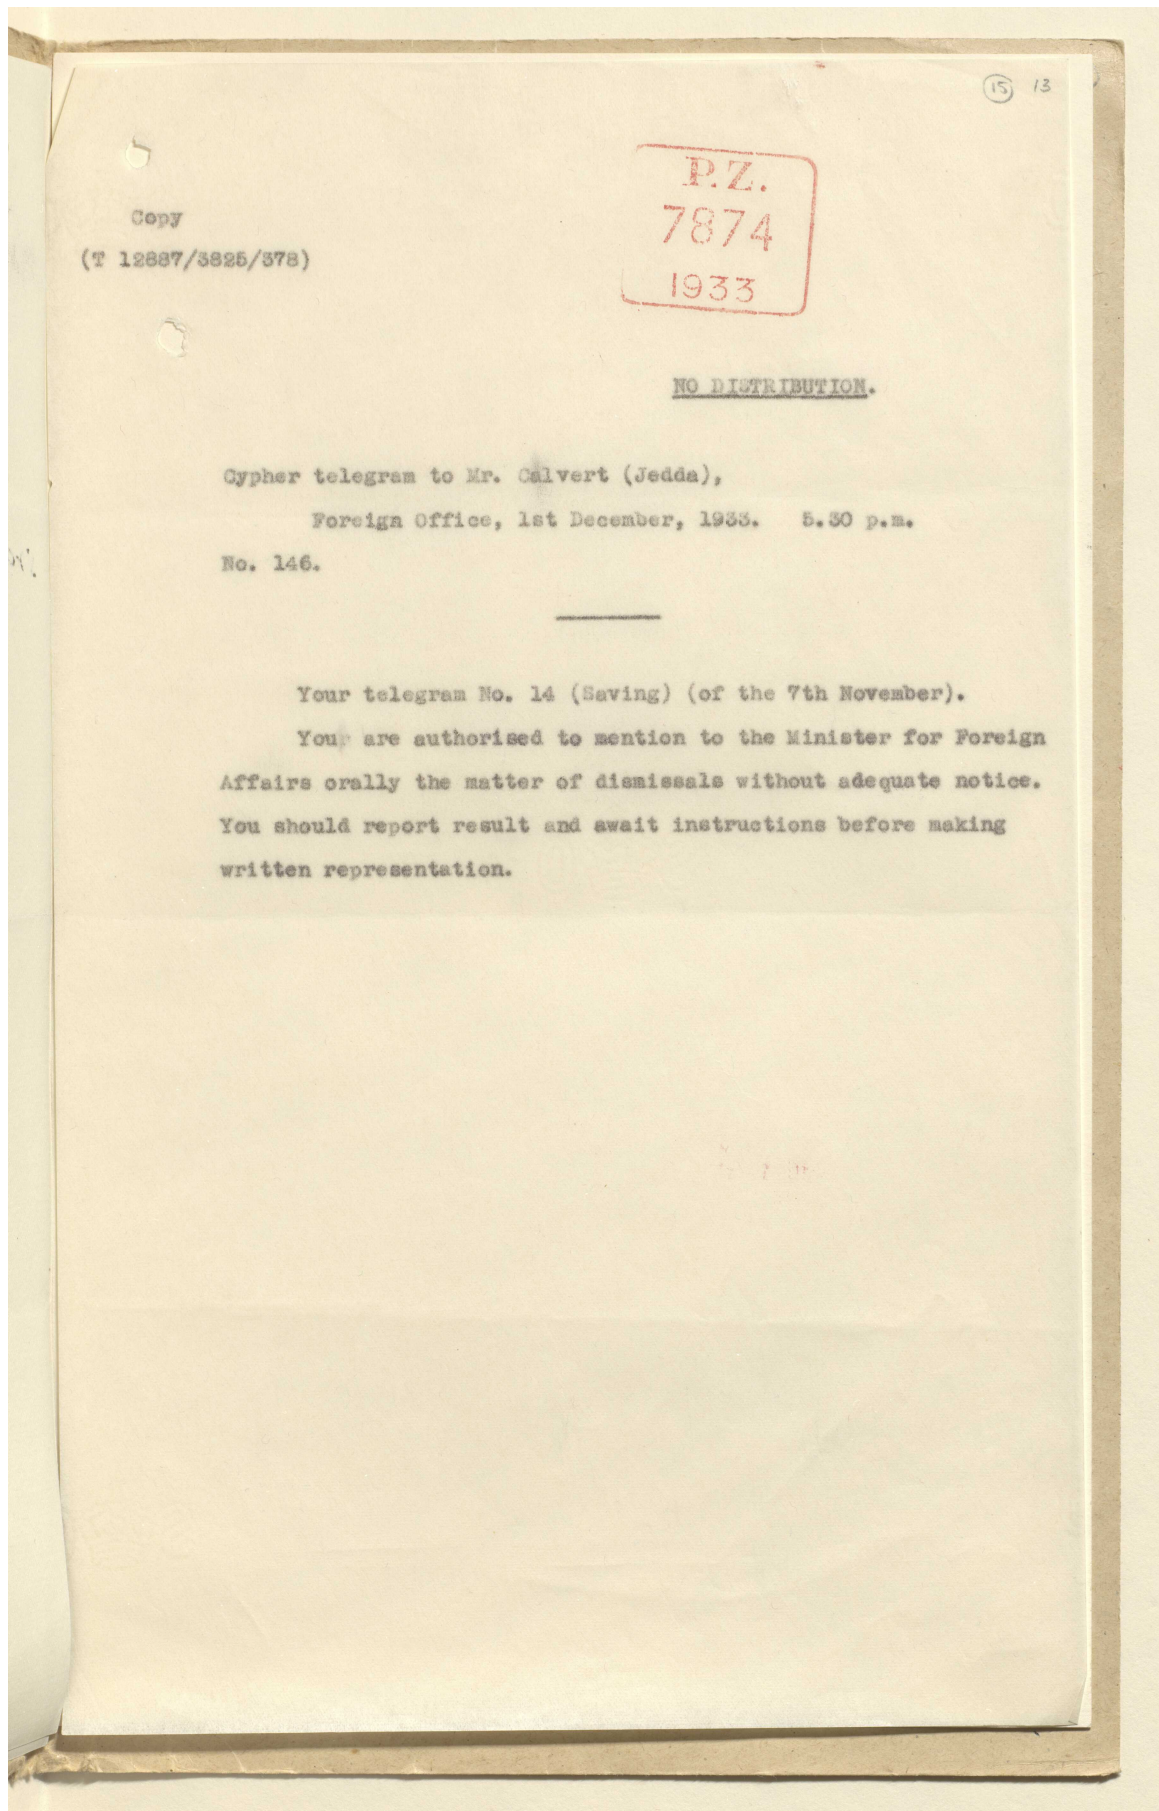 15 13
P.Z.
7874
1933
Copy
(T 12887/3825/378)
NO DISTRIBUTION.
Cypher telegram to Mr. Calvert (Jedda),
Foreign Office, 1st December, 1933. 5.30 p.m.
No. 146.
Your telegram No. 14 (Saving) (of the 7th November).
You are authorised to mention to the Minister for Foreign
Affairs orally the matter of dismissals without adequate notice.
You should report result and await instructions before making
written representation.